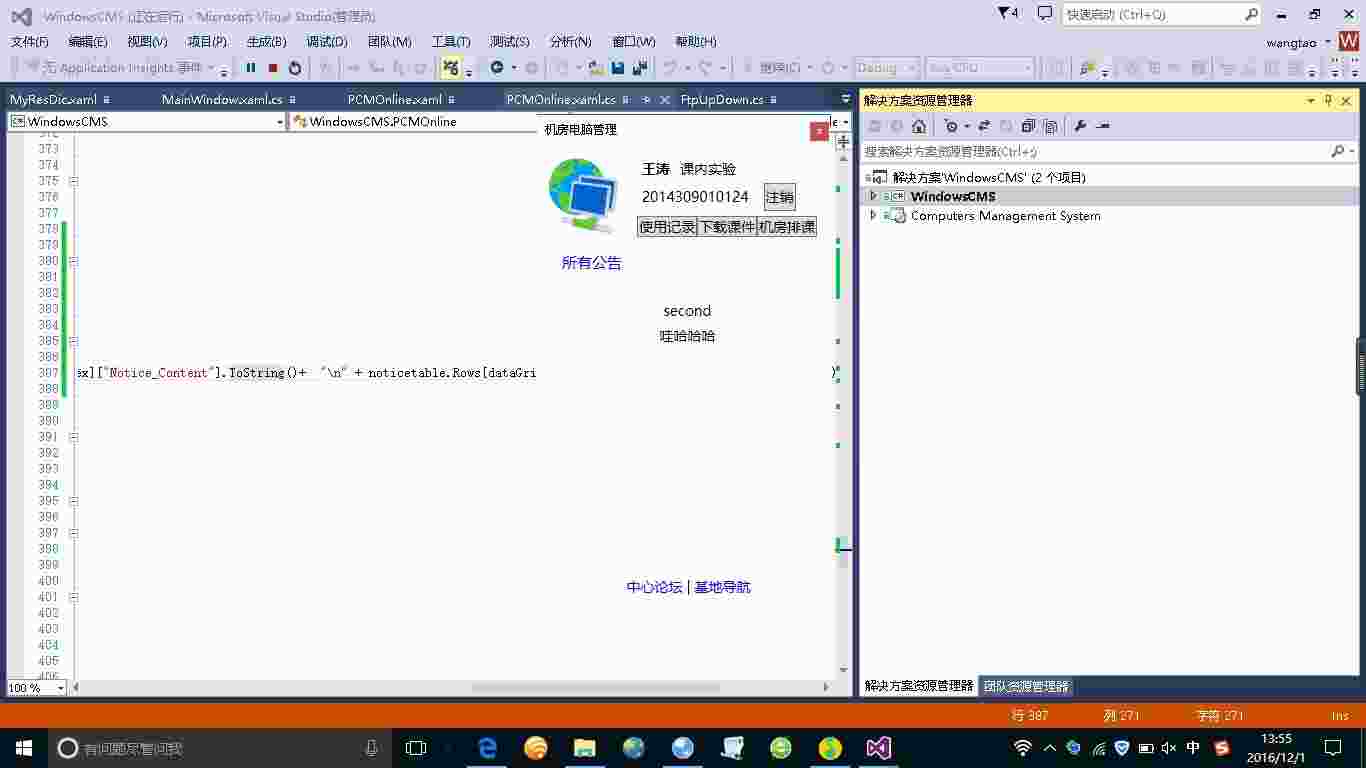 WindowsCMS (正在运行) - Microsoft Visual Studio(管理员)
4
快速启动 (Ctrl+Q)
文件(F) 编辑(E) 视图(V) 项目(P) 生成(B) 调试(D) 团队(M) 工具(T) 测试(S) 分析(N) 窗口(W) 帮助(H)
wangtao W
无 Application Insights 事件 继续(C) Debug Any CPU
MyResDic.xaml MainWindow.xaml.cs PCMOnline.xaml PCMOnline.xaml.cs FtpUpDown.cs
WindowsCMS WindowsCMS.PCMOnline
机房电脑管理
王涛 课内实验
2014309010124 注销
使用记录 下载课件 机房排课
所有公告
second
哇哈哈哈
中心论坛 | 基地导航
372
373
374
375
376
377
378
379
380
381
382
383
384
385
386
387 ex]["Notice_Content"].ToString()+ "\n" + noticetable.Rows[dataGri )
388
389
390
391
392
393
394
395
396
397
398
399
400
401
402
403
404
405
406
100 %
解决方案资源管理器
搜索解决方案资源管理器(Ctrl+;)
解决方案'WindowsCMS' (2 个项目)
WindowsCMS
Computers Management System
解决方案资源管理器 团队资源管理器
行 387 列 271 字符 271 Ins
有问题尽管问我
中
13:55
2016/12/1